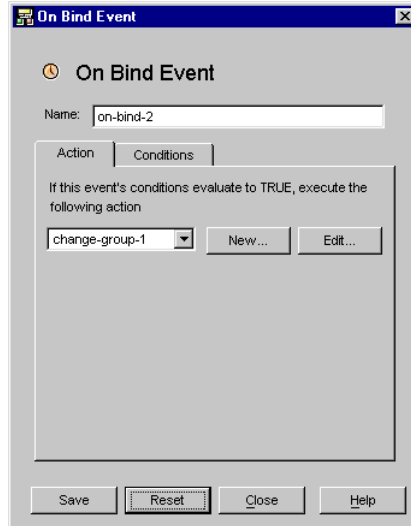 On Bind Event
On Bind Event
Name: on-bind-2
Action Conditions
If this event's conditions evaluate to TRUE, execute the
following action
change-group-1 New... Edit...
Save Reset Close Help